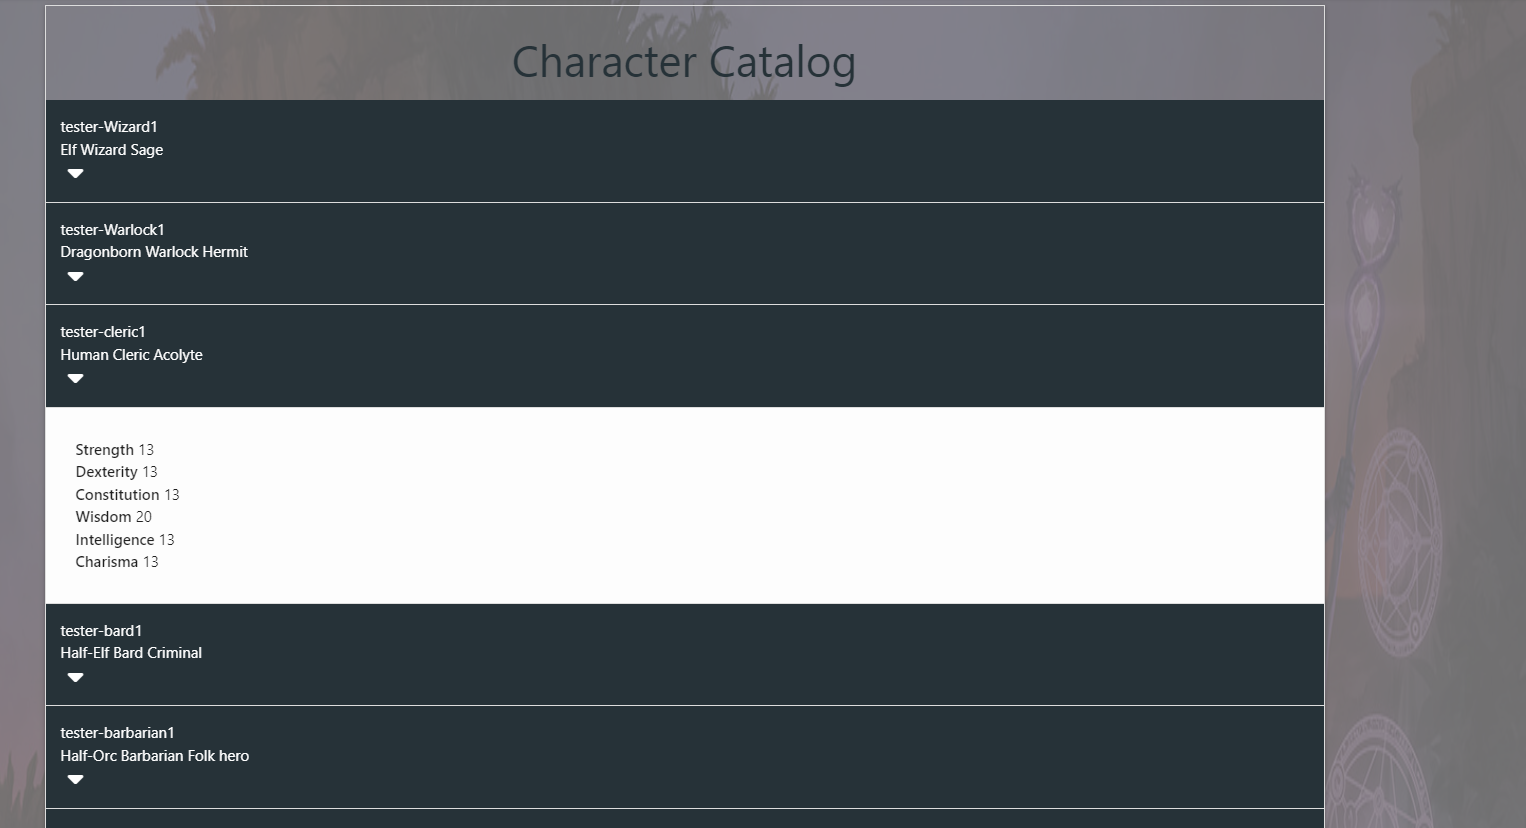 Character Catalog
tester-Wizard1
Elf Wizard Sage
tester-Warlock1
Dragonborn Warlock Hermit
tester-cleric1
Human Cleric Acolyte
Strength 13
Dexterity 13
Constitution 13
Wisdom 20
Intelligence 13
Charisma 13
tester-bard1
Half-Elf Bard Criminal
tester-barbarian1
Half-Orc Barbarian Folk hero